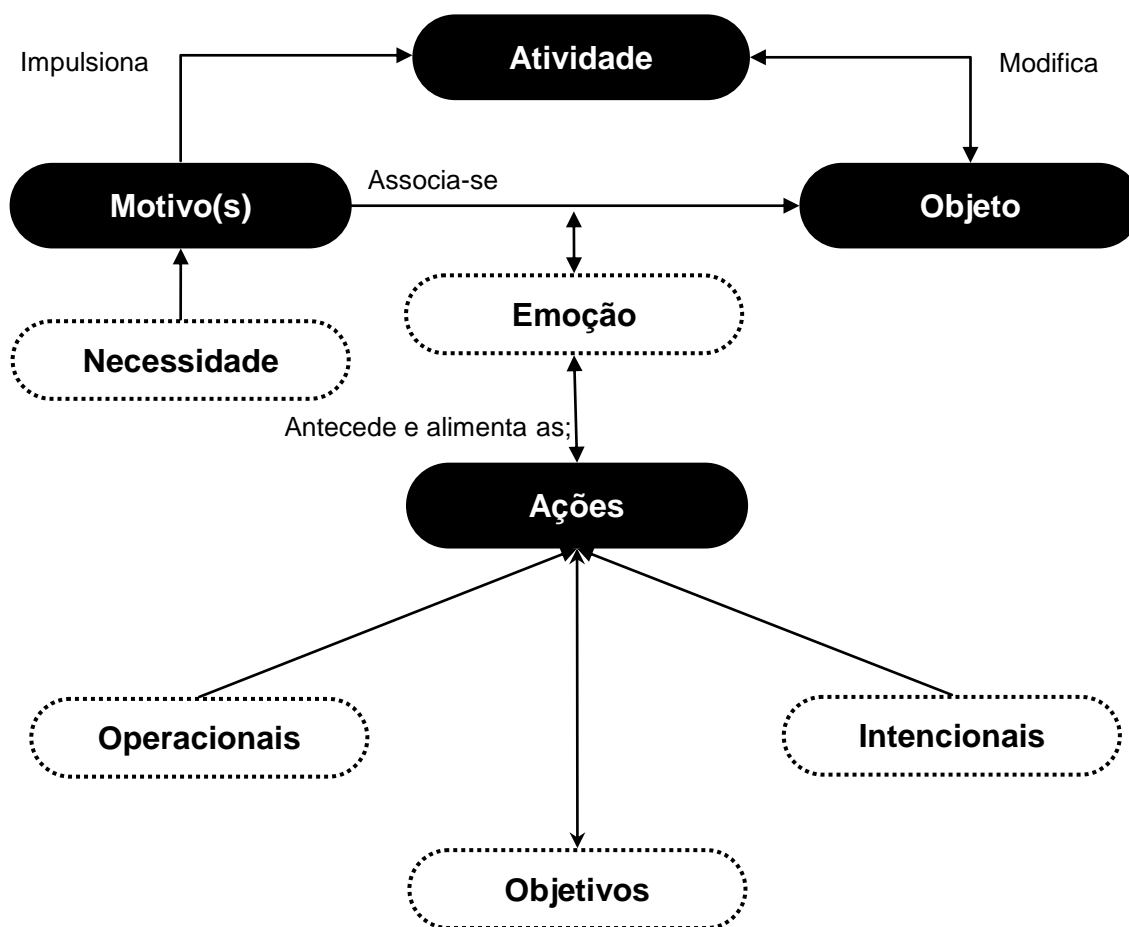 Atividade
Impulsiona
Modifica
Associa-se
Motivo(s)
Objeto
Emoção
Necessidade
Antecede e alimenta as;
Ações
Operacionais
Intencionais
Objetivos